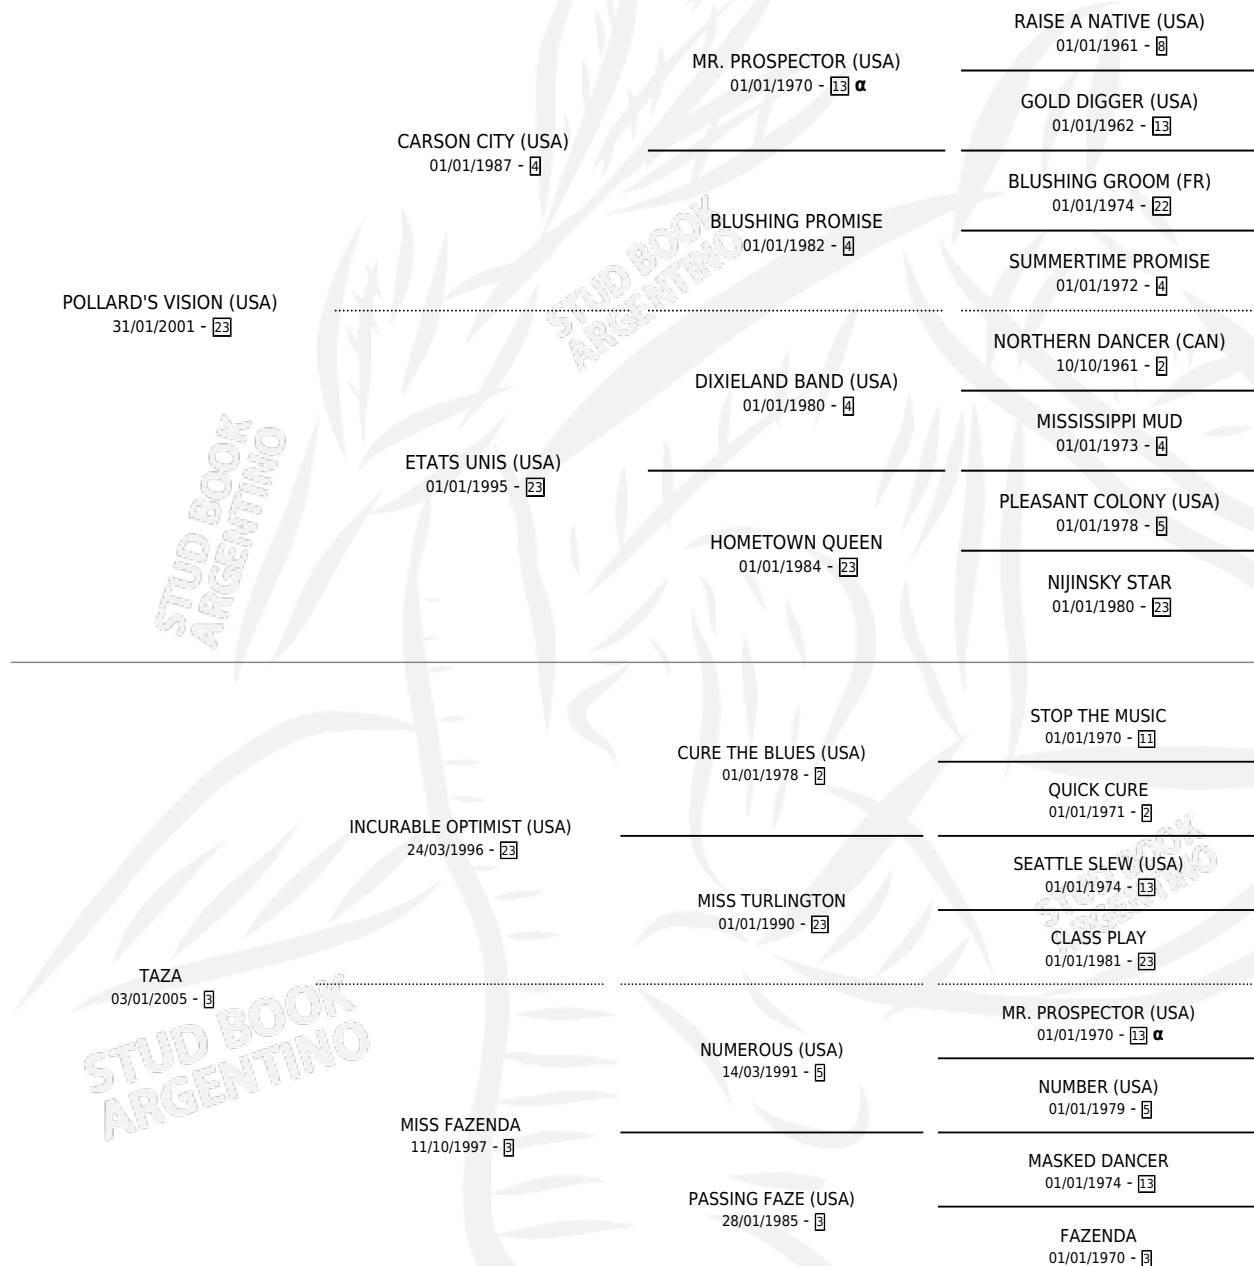 RAISE A NATIVE (USA)
01/01/1961 - 8
MR. PROSPECTOR (USA)
01/01/1970 - 13 α
GOLD DIGGER (USA)
01/01/1962 - 13
CARSON CITY (USA)
01/01/1987 - 4
BLUSHING GROOM (FR)
01/01/1974 - 22
BLUSHING PROMISE
01/01/1982 - 4
SUMMERTIME PROMISE
01/01/1972 - 4
POLLARD'S VISION (USA)
31/01/2001 - 23
NORTHERN DANCER (CAN)
10/10/1961 - 2
DIXIELAND BAND (USA)
01/01/1980 - 4
MISSISSIPPI MUD
01/01/1973 - 4
ETATS UNIS (USA)
01/01/1995 - 23
PLEASANT COLONY (USA)
01/01/1978 - 5
HOMETOWN QUEEN
01/01/1984 - 23
NIJINSKY STAR
01/01/1980 - 23
STOP THE MUSIC
01/01/1970 - 11
CURE THE BLUES (USA)
01/01/1978 - 2
QUICK CURE
01/01/1971 - 2
INCURABLE OPTIMIST (USA)
24/03/1996 - 23
SEATTLE SLEW (USA)
01/01/1974 - 13
MISS TURLINGTON
01/01/1990 - 23
CLASS PLAY
01/01/1981 - 23
TAZA
03/01/2005 - 3
MR. PROSPECTOR (USA)
01/01/1970 - 13 α
NUMEROUS (USA)
14/03/1991 - 5
NUMBER (USA)
01/01/1979 - 5
MISS FAZENDA
11/10/1997 - 3
MASKED DANCER
01/01/1974 - 13
PASSING FAZE (USA)
28/01/1985 - 3
FAZENDA
01/01/1970 - 3
STUD BOOK
ARGENTINO
STUD BOOK
ARGENTINO
STUD BOOK
ARGENTINO
STUD BOOK
ARGENTINO